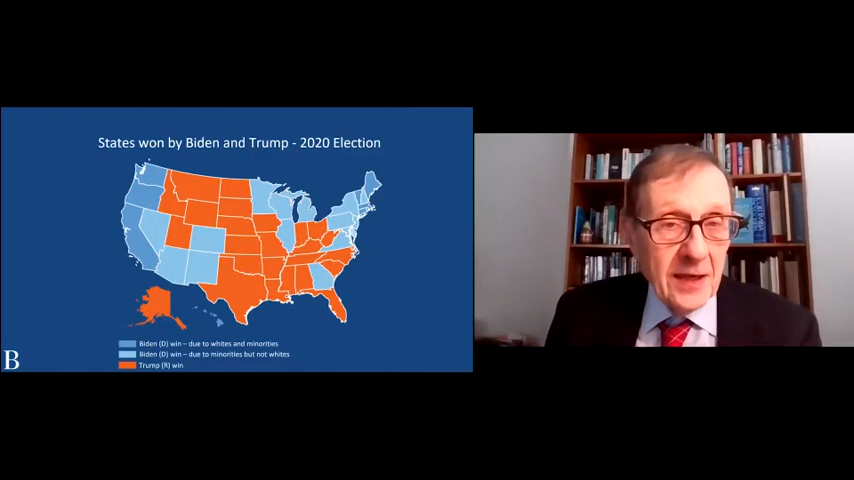 States won by Biden and Trump - 2020 Election
Biden (D) win – due to whites and minorities
Biden (D) win – due to minorities but not whites
Trump (R) win
B